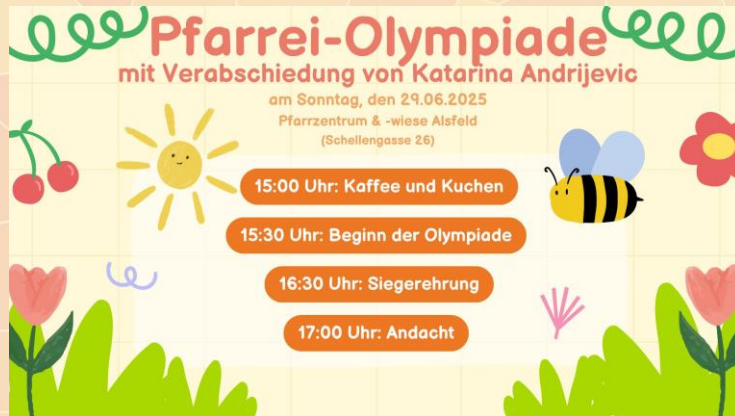 Pfarrei-Olympiade
mit Verabschiedung von Katarina Andrijevic
am Sonntag, den 29.06.2025
Pfarrzentrum & -wiese Alsfeld
(Schellengasse 26)
15:00 Uhr: Kaffee und Kuchen
15:30 Uhr: Beginn der Olympiade
16:30 Uhr: Siegerehrung
17:00 Uhr: Andacht